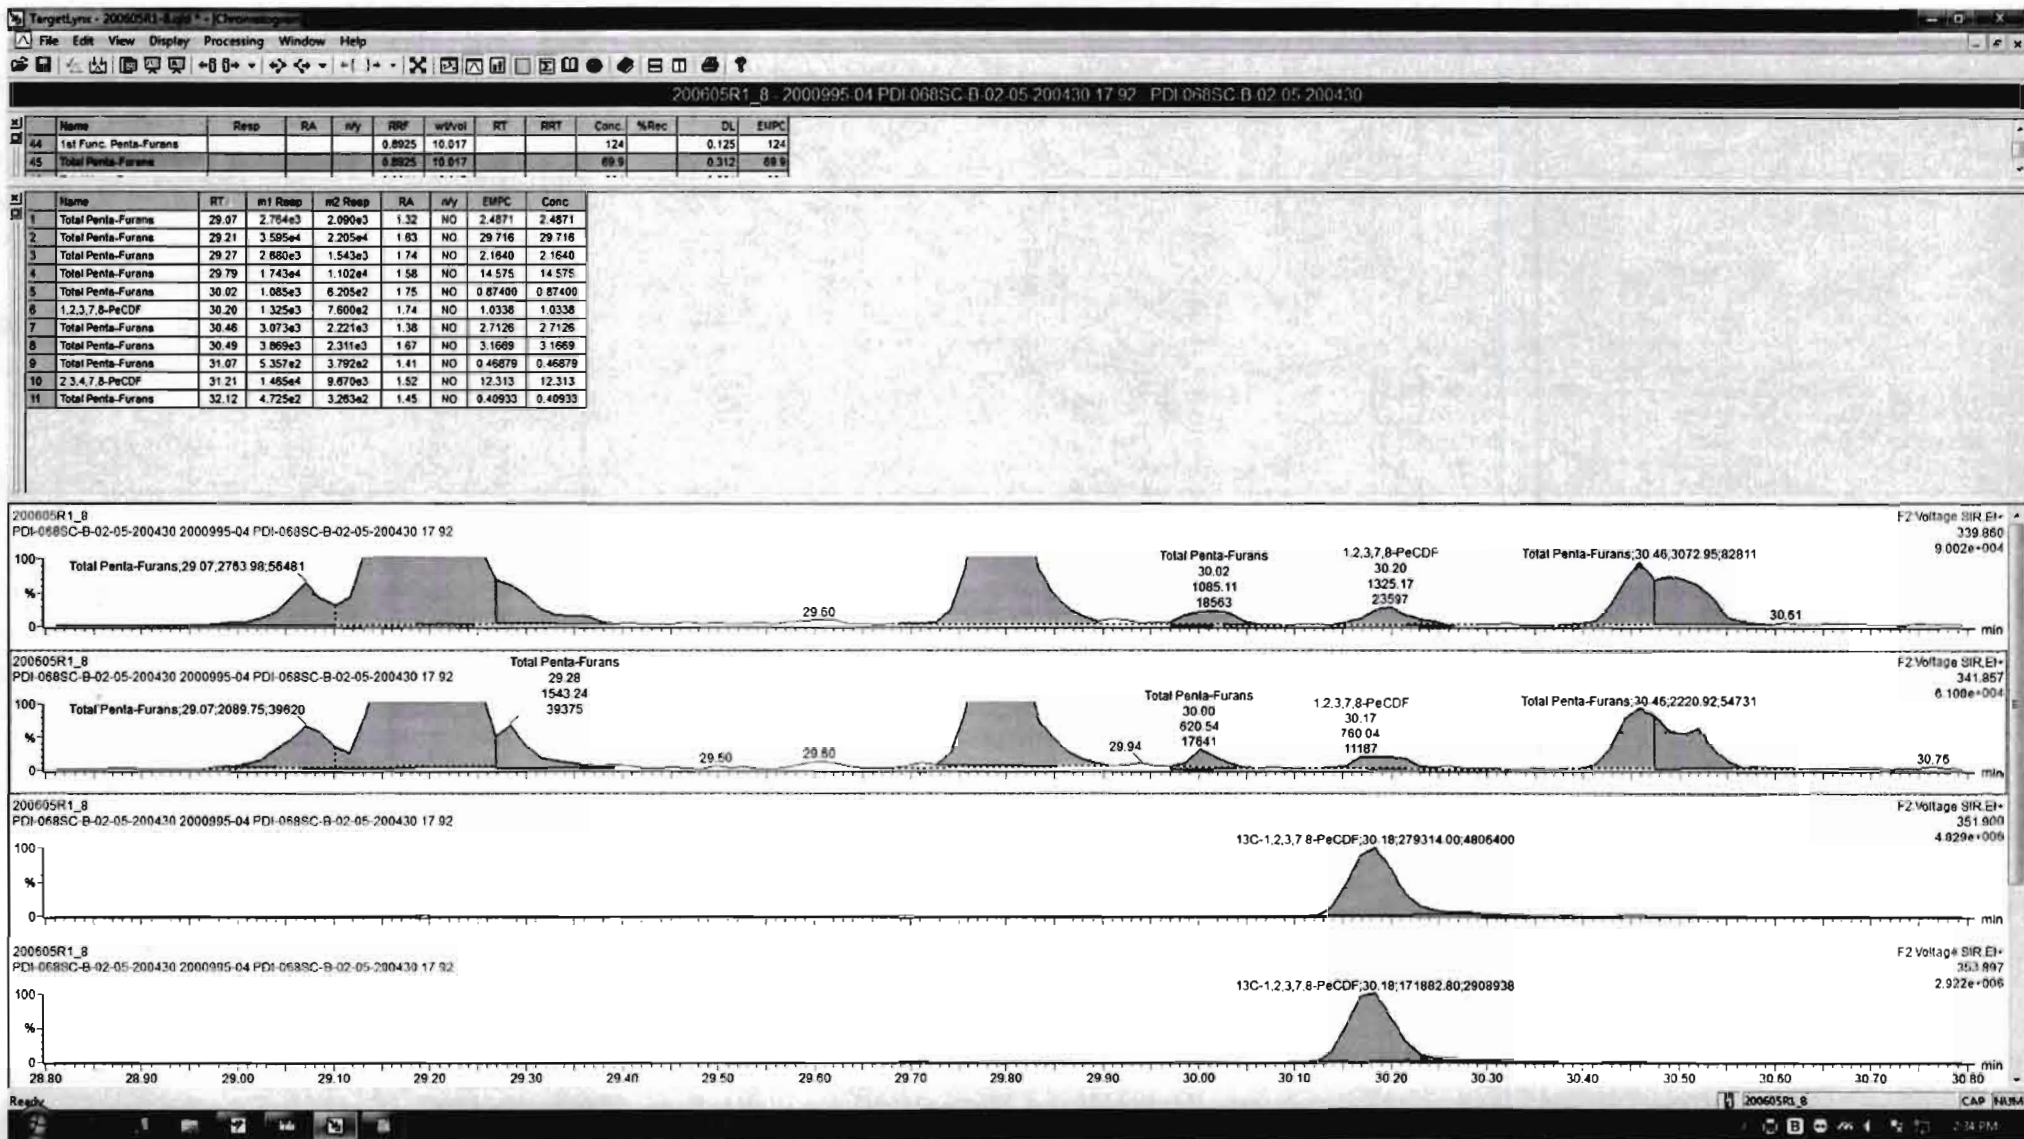 TargetLynx - 200605R1-8.qld * - [Chromatogram]
File Edit View Display Processing Window Help
200605R1_8 - 2000995-04 PDI-068SC-B-02-05-200430 17.92 PDI-068SC-B-02-05-200430
Name Resp RA n/y RRF wt/vol RT RRT Conc. %Rec DL EMPC
44 1st Func. Penta-Furans 0.8925 10.017 124 0.125 124
45 Total Penta-Furans 0.8925 10.017 69.9 0.312 69.9
Name RT m1 Resp m2 Resp RA n/y EMPC Conc
1 Total Penta-Furans 29.07 2.764e3 2.090e3 1.32 NO 2.4871 2.4871
2 Total Penta-Furans 29.21 3.595e4 2.205e4 1.63 NO 29.716 29.716
3 Total Penta-Furans 29.27 2.680e3 1.543e3 1.74 NO 2.1640 2.1640
4 Total Penta-Furans 29.79 1.743e4 1.102e4 1.58 NO 14.575 14.575
5 Total Penta-Furans 30.02 1.085e3 6.205e2 1.75 NO 0.87400 0.87400
6 1,2,3,7,8-PeCDF 30.20 1.325e3 7.600e2 1.74 NO 1.0338 1.0338
7 Total Penta-Furans 30.46 3.073e3 2.221e3 1.38 NO 2.7126 2.7126
8 Total Penta-Furans 30.49 3.869e3 2.311e3 1.67 NO 3.1669 3.1669
9 Total Penta-Furans 31.07 5.357e2 3.792e2 1.41 NO 0.46879 0.46879
10 2,3,4,7,8-PeCDF 31.21 1.465e4 9.670e3 1.52 NO 12.313 12.313
11 Total Penta-Furans 32.12 4.725e2 3.263e2 1.45 NO 0.40933 0.40933
200605R1_8
PDI-068SC-B-02-05-200430 2000995-04 PDI-068SC-B-02-05-200430 17.92
F2:Voltage SIR,EI+
339.860
9.002e+004
100
%
0
Total Penta-Furans;29.07;2763.98;56481
29.60
Total Penta-Furans
30.02
1085.11
18563
1,2,3,7,8-PeCDF
30.20
1325.17
23597
Total Penta-Furans;30.46;3072.95;82811
30.61
min
200605R1_8
PDI-068SC-B-02-05-200430 2000995-04 PDI-068SC-B-02-05-200430 17.92
F2:Voltage SIR,EI+
341.857
6.100e+004
100
%
0
Total Penta-Furans;29.07;2089.75;39620
Total Penta-Furans
29.28
1543.24
39375
29.50
29.60
29.94
Total Penta-Furans
30.00
620.54
17641
1,2,3,7,8-PeCDF
30.17
760.04
11187
Total Penta-Furans;30.46;2220.92;54731
30.76
min
200605R1_8
PDI-068SC-B-02-05-200430 2000995-04 PDI-068SC-B-02-05-200430 17.92
F2:Voltage SIR,EI+
351.900
4.829e+006
100
%
0
13C-1,2,3,7,8-PeCDF;30.18;279314.00;4806400
min
200605R1_8
PDI-068SC-B-02-05-200430 2000995-04 PDI-068SC-B-02-05-200430 17.92
F2:Voltage SIR,EI+
353.897
2.922e+006
100
%
0
13C-1,2,3,7,8-PeCDF;30.18;171882.80;2908938
min
28.80 28.90 29.00 29.10 29.20 29.30 29.40 29.50 29.60 29.70 29.80 29.90 30.00 30.10 30.20 30.30 30.40 30.50 30.60 30.70 30.80
Ready
200605R1_8 CAP NUM
2:34 PM